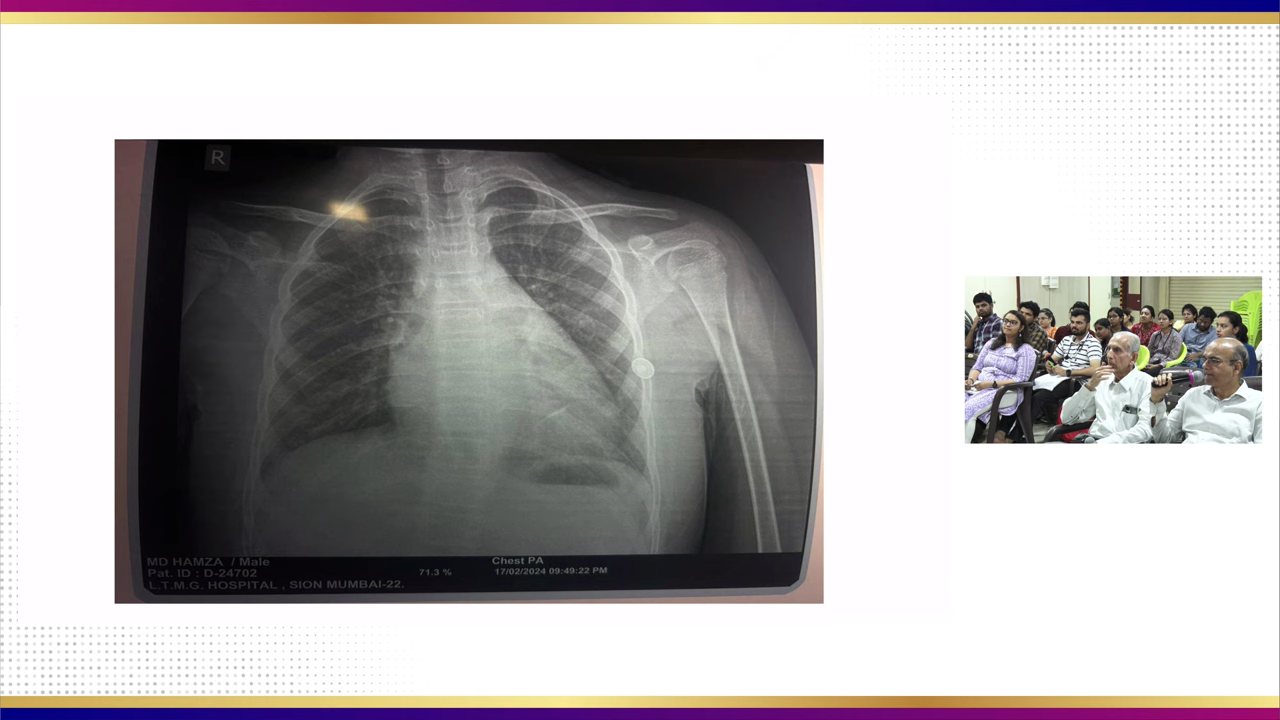 R
MD HAMZA / Male
Pat. ID : D-24702
L.T.M.G. HOSPITAL , SION MUMBAI-22.
71.3 %
Chest PA
17/02/2024 09:49:22 PM